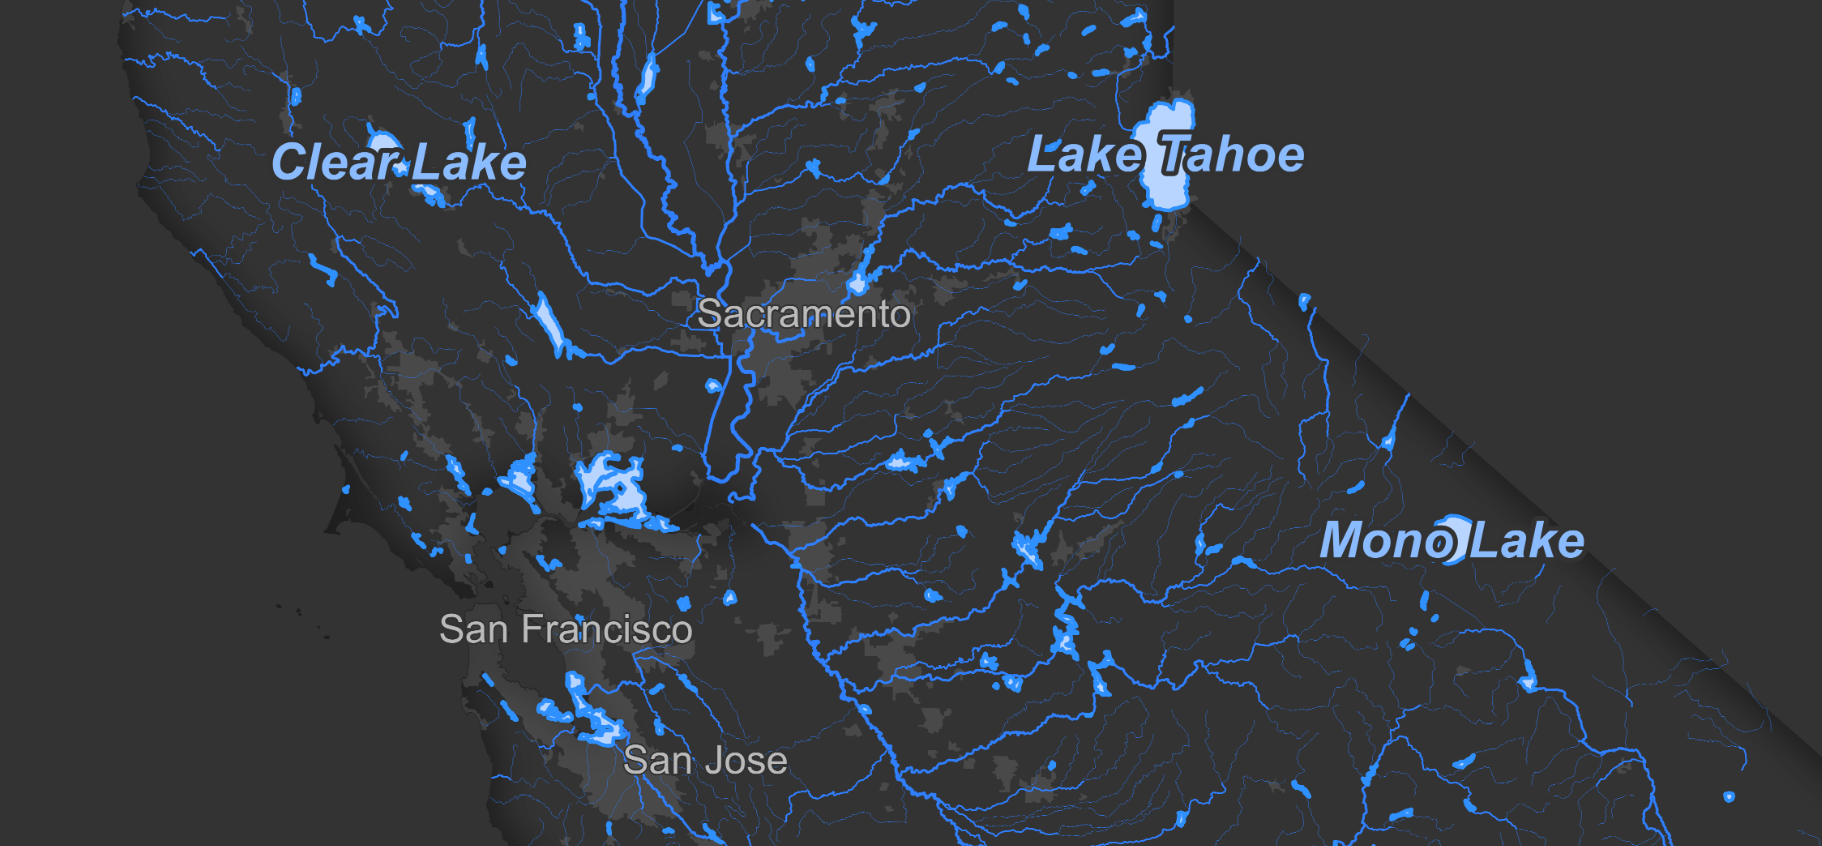 Clear Lake
Lake Tahoe
Sacramento
Mono Lake
San Francisco
San Jose